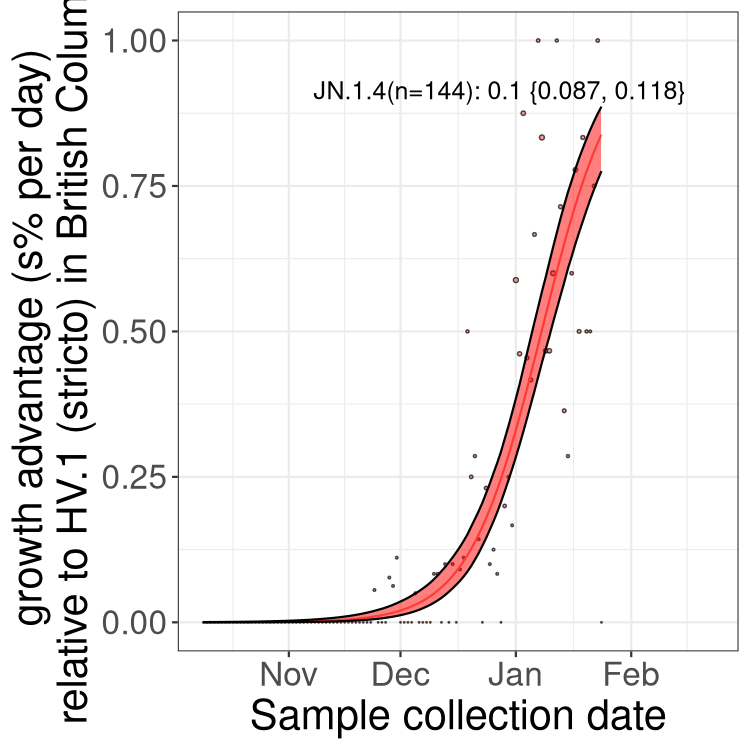 growth advantage (s% per day)
relative to HV.1 (stricto) in British Colum
1.00
0.75
0.50
0.25
0.00
JN.1.4(n=144): 0.1 {0.087, 0.118}
Nov Dec Jan Feb
Sample collection date